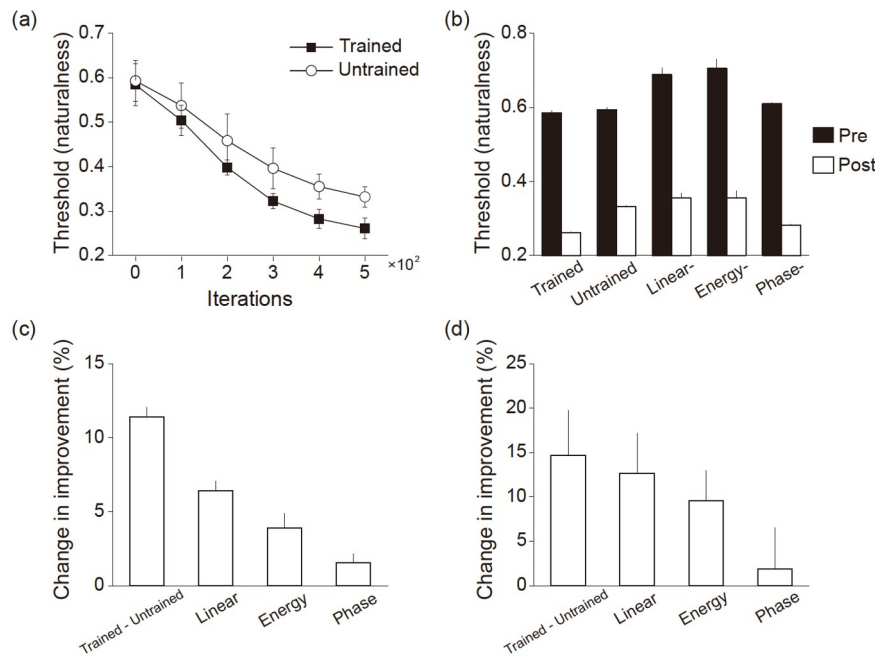 (a)
Threshold (naturalness)
0.7
0.6
0.5
0.4
0.3
0.2
Trained
Untrained
0 1 2 3 4 5
×10²
Iterations
(b)
Threshold (naturalness)
0.8
0.6
0.4
0.2
Pre
Post
Trained
Untrained
Linear-
Energy-
Phase-
(c)
Change in improvement (%)
15
10
5
0
Trained - Untrained
Linear
Energy
Phase
(d)
Change in improvement (%)
25
20
15
10
5
0
Trained - Untrained
Linear
Energy
Phase